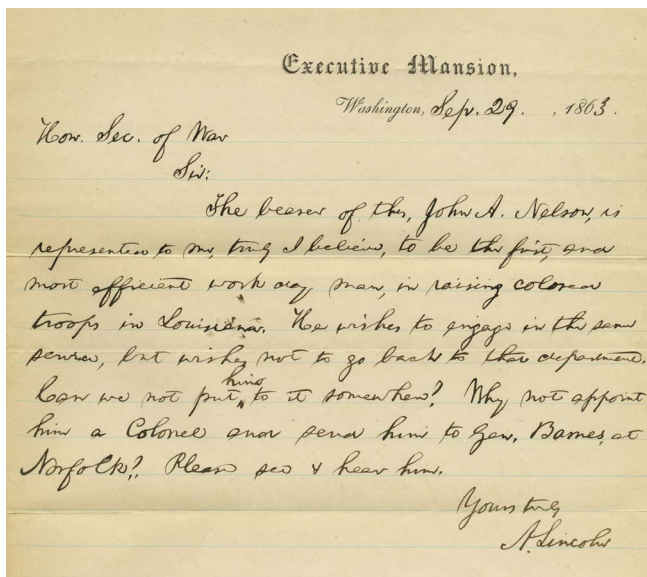 Executive Mansion,
Washington, Sep. 29. , 1863.
Hon. Sec. of War
Sir:
The bearer of this, John A. Nelson, is
represented to me, truly I believe, to be the first, and
most efficient work day man, in raising colored
troops in Louisiana. He wishes to engage in the same
service, but wishes not to go back to that department.
Can we not put him to it somewhere? Why not appoint
him a Colonel and send him to Gen. Barnes, at
Norfolk? Please see & hear him.
Yours truly
A. Lincoln